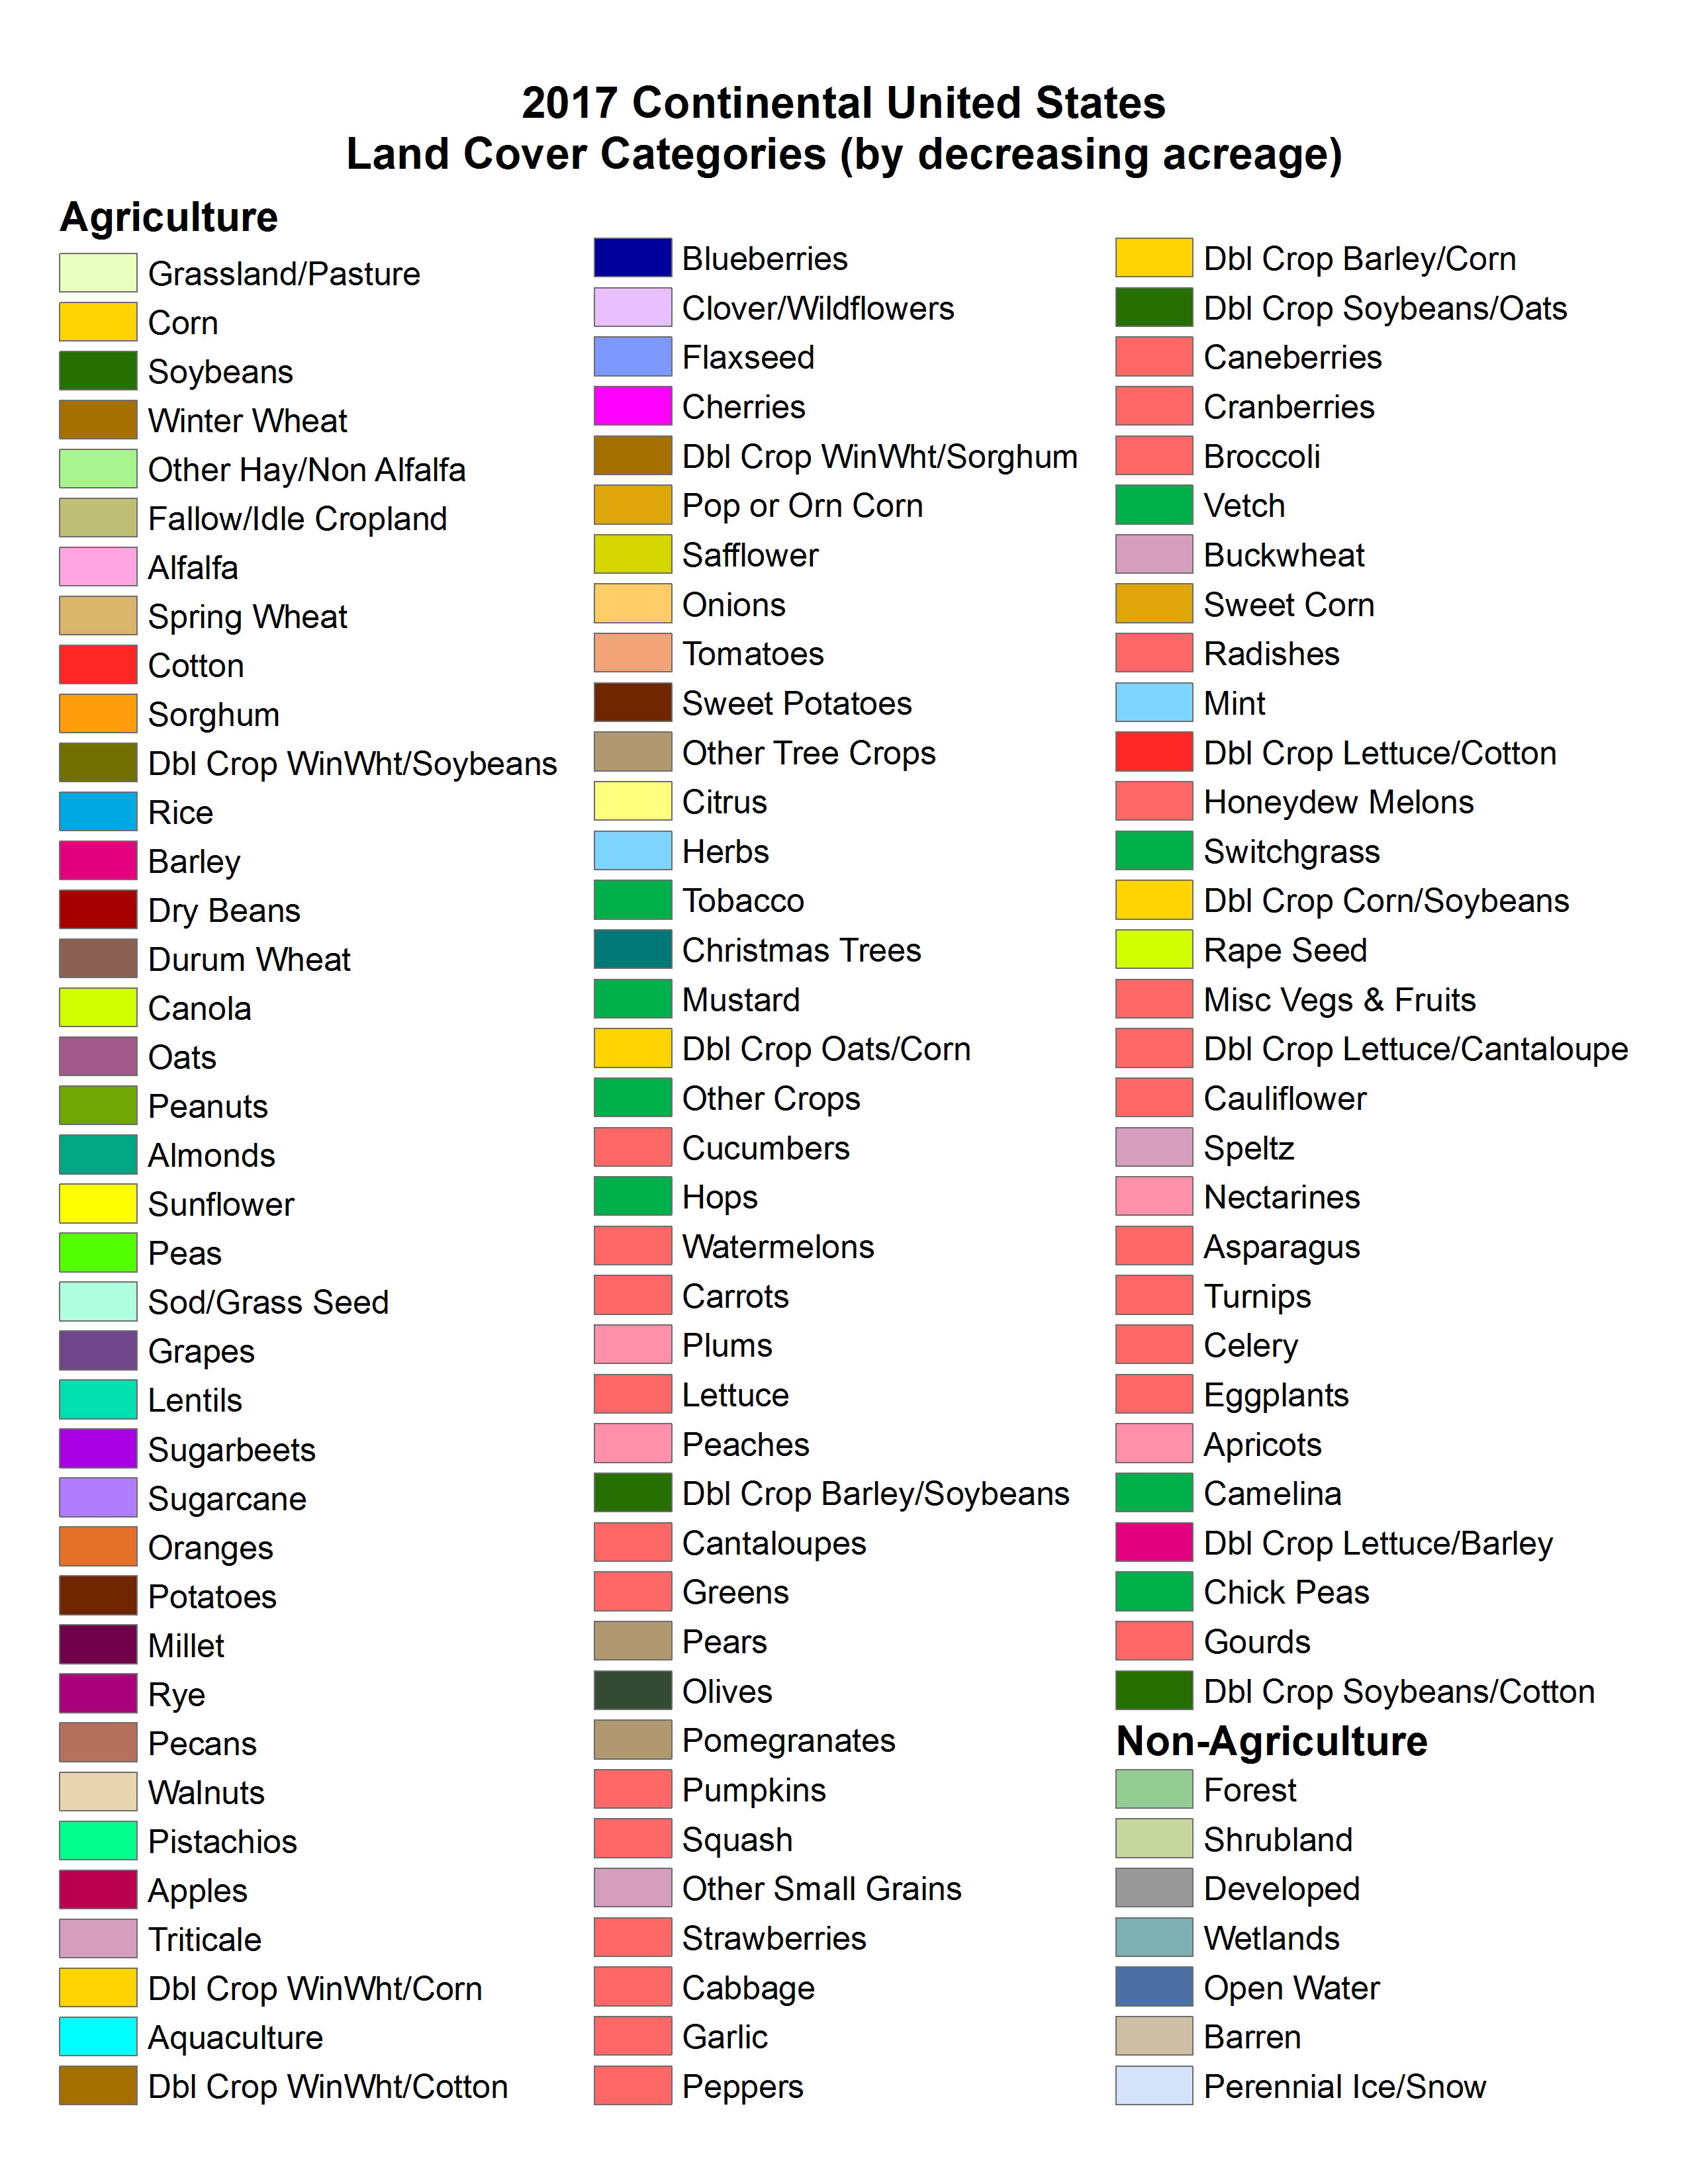 2017 Continental United States
Land Cover Categories (by decreasing acreage)
Agriculture
Grassland/Pasture
Corn
Soybeans
Winter Wheat
Other Hay/Non Alfalfa
Fallow/Idle Cropland
Alfalfa
Spring Wheat
Cotton
Sorghum
Dbl Crop WinWht/Soybeans
Rice
Barley
Dry Beans
Durum Wheat
Canola
Oats
Peanuts
Almonds
Sunflower
Peas
Sod/Grass Seed
Grapes
Lentils
Sugarbeets
Sugarcane
Oranges
Potatoes
Millet
Rye
Pecans
Walnuts
Pistachios
Apples
Triticale
Dbl Crop WinWht/Corn
Aquaculture
Dbl Crop WinWht/Cotton
Blueberries
Clover/Wildflowers
Flaxseed
Cherries
Dbl Crop WinWht/Sorghum
Pop or Orn Corn
Safflower
Onions
Tomatoes
Sweet Potatoes
Other Tree Crops
Citrus
Herbs
Tobacco
Christmas Trees
Mustard
Dbl Crop Oats/Corn
Other Crops
Cucumbers
Hops
Watermelons
Carrots
Plums
Lettuce
Peaches
Dbl Crop Barley/Soybeans
Cantaloupes
Greens
Pears
Olives
Pomegranates
Pumpkins
Squash
Other Small Grains
Strawberries
Cabbage
Garlic
Peppers
Dbl Crop Barley/Corn
Dbl Crop Soybeans/Oats
Caneberries
Cranberries
Broccoli
Vetch
Buckwheat
Sweet Corn
Radishes
Mint
Dbl Crop Lettuce/Cotton
Honeydew Melons
Switchgrass
Dbl Crop Corn/Soybeans
Rape Seed
Misc Vegs & Fruits
Dbl Crop Lettuce/Cantaloupe
Cauliflower
Speltz
Nectarines
Asparagus
Turnips
Celery
Eggplants
Apricots
Camelina
Dbl Crop Lettuce/Barley
Chick Peas
Gourds
Dbl Crop Soybeans/Cotton
Non-Agriculture
Forest
Shrubland
Developed
Wetlands
Open Water
Barren
Perennial Ice/Snow